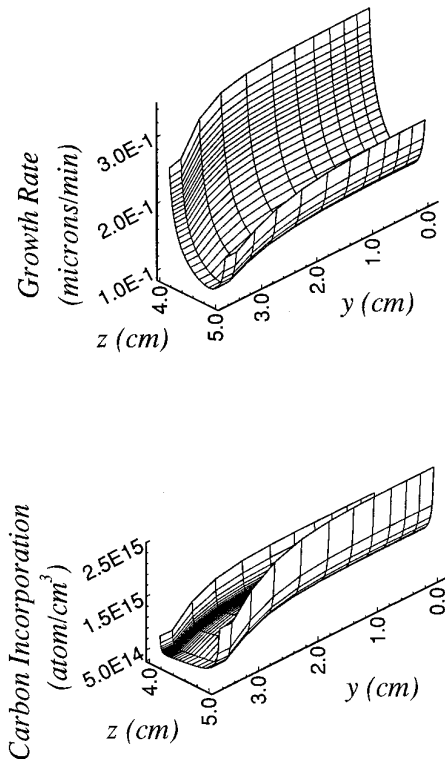 Growth Rate
(microns/min)
3.0E-1
2.0E-1
1.0E-1
4.0
5.0
z (cm)
3.0
2.0
1.0
0.0
y (cm)
Carbon Incorporation
(atom/cm³)
2.5E15
1.5E15
5.0E14
4.0
5.0
z (cm)
3.0
2.0
1.0
0.0
y (cm)